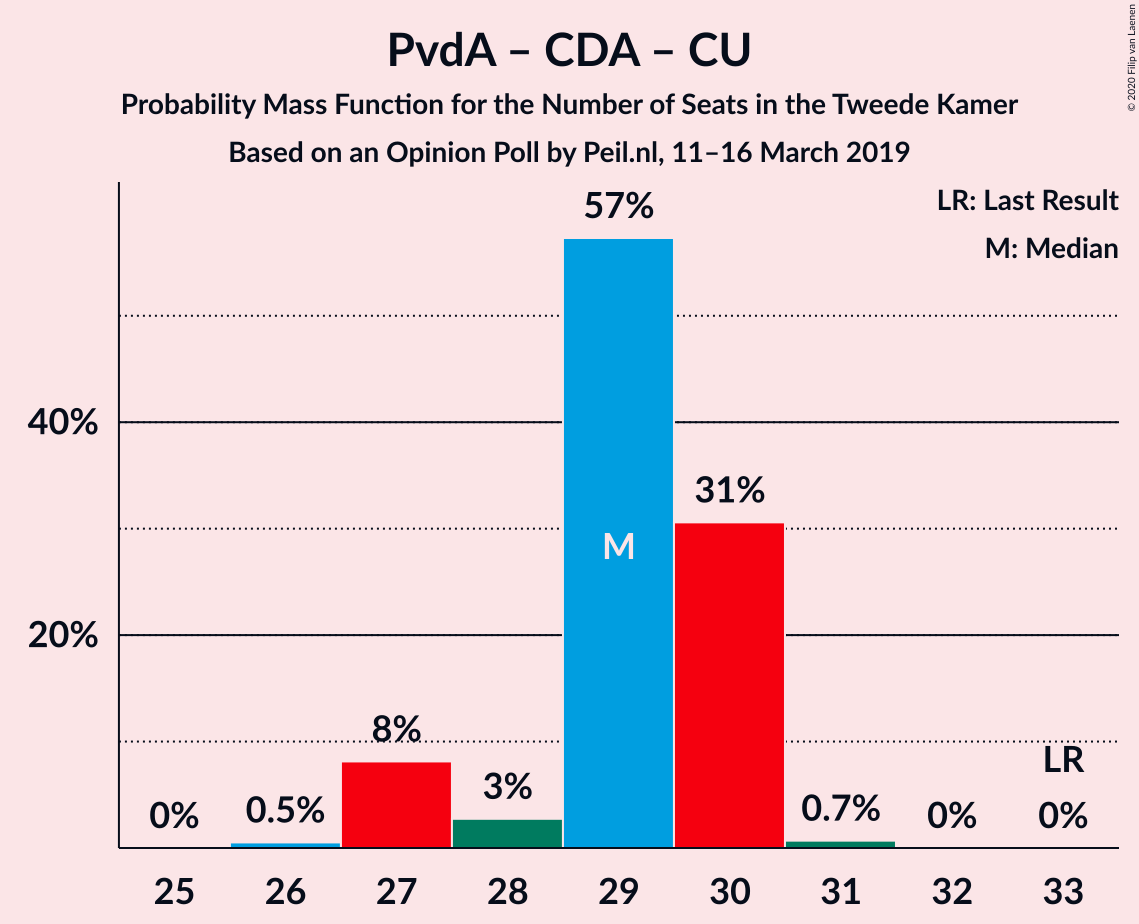 PvdA – CDA – CU
Probability Mass Function for the Number of Seats in the Tweede Kamer
Based on an Opinion Poll by Peil.nl, 11–16 March 2019
© 2020 Filip van Laenen
LR: Last Result
M: Median
57%
40%
31%
M
20%
8%
LR
3%
0%
0.5%
0.7%
0%
0%
25 26 27 28 29 30 31 32 33